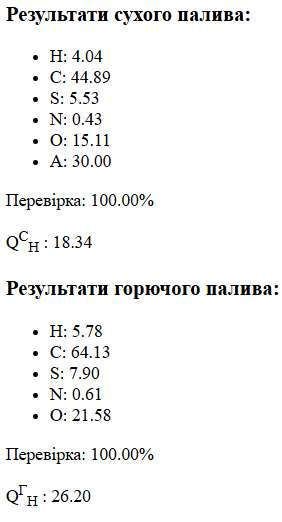 Результати сухого палива:
H: 4.04
C: 44.89
S: 5.53
N: 0.43
O: 15.11
A: 30.00
Перевірка: 100.00%
QСН : 18.34
Результати горючого палива:
H: 5.78
C: 64.13
S: 7.90
N: 0.61
O: 21.58
Перевірка: 100.00%
QГН : 26.20